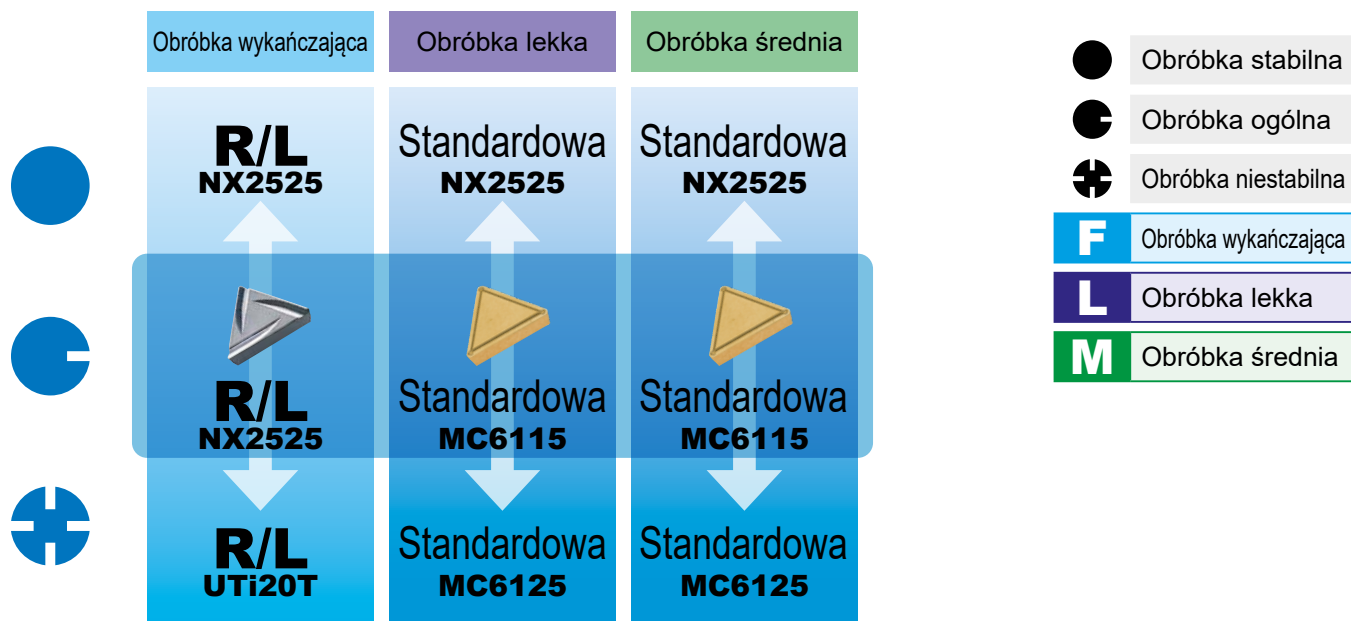 Obróbka wykańczająca
Obróbka lekka
Obróbka średnia
R/L
NX2525
Standardowa
NX2525
Standardowa
NX2525
R/L
NX2525
Standardowa
MC6115
Standardowa
MC6115
R/L
UTi20T
Standardowa
MC6125
Standardowa
MC6125
Obróbka stabilna
Obróbka ogólna
Obróbka niestabilna
F Obróbka wykańczająca
L Obróbka lekka
M Obróbka średnia